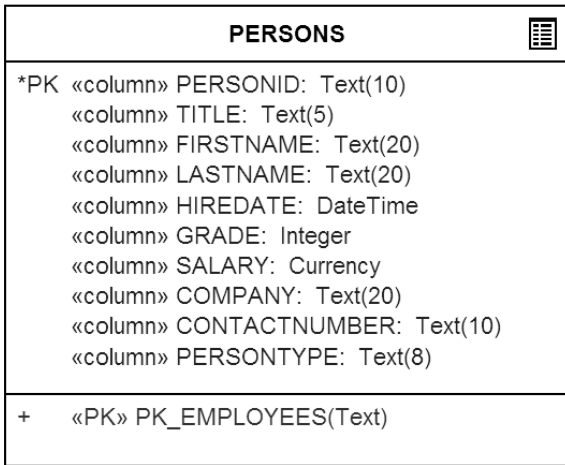 PERSONS
*PK «column» PERSONID: Text(10)
«column» TITLE: Text(5)
«column» FIRSTNAME: Text(20)
«column» LASTNAME: Text(20)
«column» HIREDATE: DateTime
«column» GRADE: Integer
«column» SALARY: Currency
«column» COMPANY: Text(20)
«column» CONTACTNUMBER: Text(10)
«column» PERSONTYPE: Text(8)
+ «PK» PK_EMPLOYEES(Text)